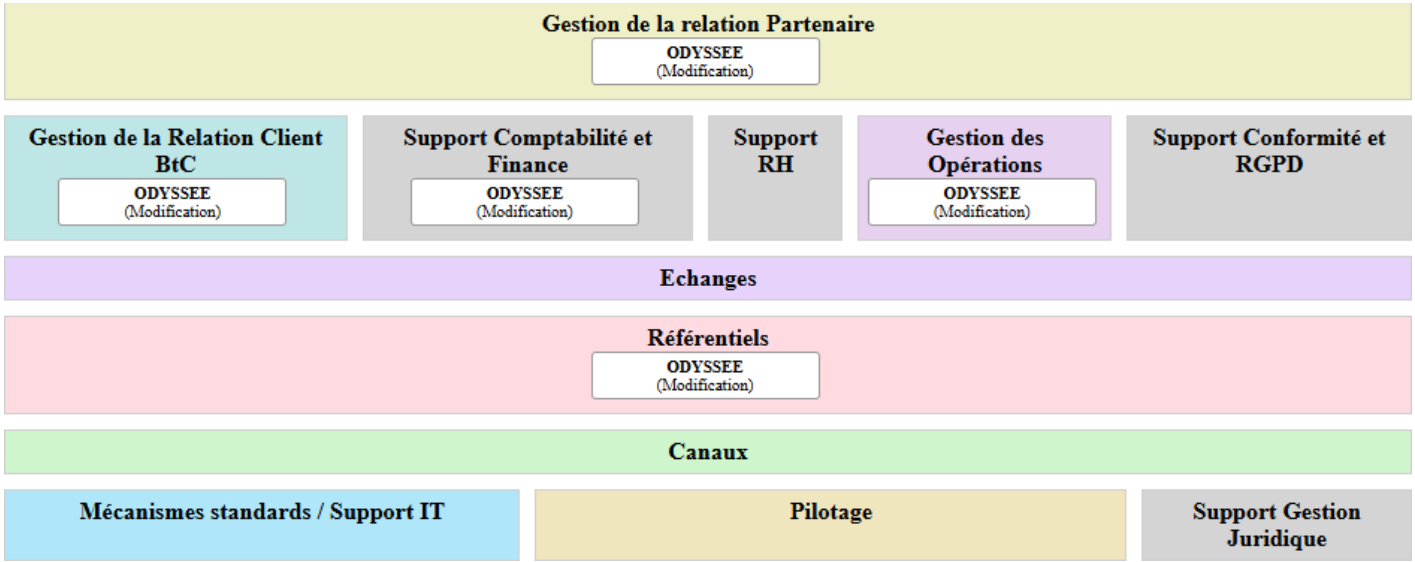 Gestion de la relation Partenaire
ODYSSEE
(Modification)
Gestion de la Relation Client
BtC
ODYSSEE
(Modification)
Support Comptabilité et
Finance
ODYSSEE
(Modification)
Support
RH
Gestion des
Opérations
ODYSSEE
(Modification)
Support Conformité et
RGPD
Echanges
Référentiels
ODYSSEE
(Modification)
Canaux
Mécanismes standards / Support IT
Pilotage
Support Gestion
Juridique